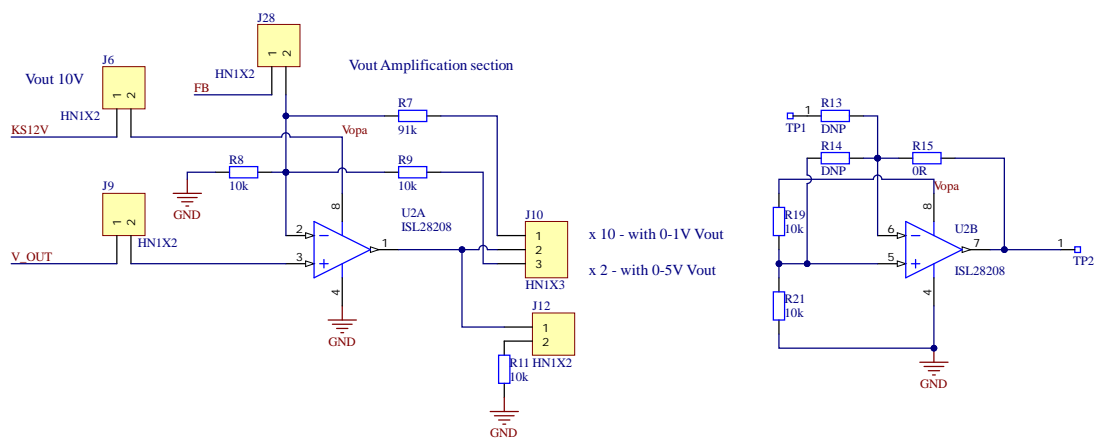 J28
1 2
HN1X2
FB
J6
1 2
HN1X2
Vout 10V
KS12V
Vout Amplification section
R7
91k
Vopa
R8
10k
R9
10k
GND
J9
1 2
HN1X2
V_OUT
U2A
ISL28208
8
2
3
1
4
GND
J10
1
2
3
HN1X3
x 10 - with 0-1V Vout
x 2 - with 0-5V Vout
J12
1
2
HN1X2
R11
10k
GND
TP1
1
R13
DNP
R14
DNP
R15
0R
Vopa
R19
10k
8
U2B
ISL28208
6
5
7
4
1
TP2
R21
10k
GND